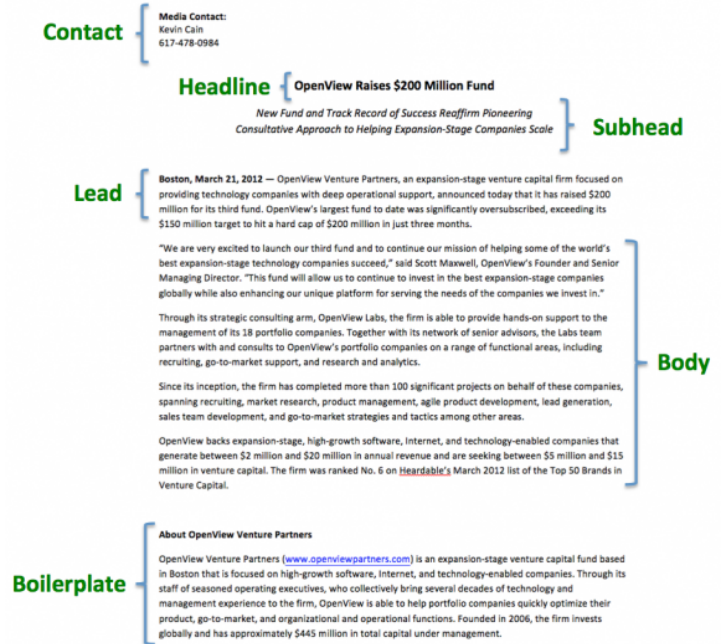 Contact
Media Contact:
Kevin Cain
617-478-0984
Headline
OpenView Raises $200 Million Fund
New Fund and Track Record of Success Reaffirm Pioneering
Consultative Approach to Helping Expansion-Stage Companies Scale
Subhead
Lead
Boston, March 21, 2012 — OpenView Venture Partners, an expansion-stage venture capital firm focused on
providing technology companies with deep operational support, announced today that it has raised $200
million for its third fund. OpenView's largest fund to date was significantly oversubscribed, exceeding its
$150 million target to hit a hard cap of $200 million in just three months.
"We are very excited to launch our third fund and to continue our mission of helping some of the world's
best expansion-stage technology companies succeed," said Scott Maxwell, OpenView's Founder and Senior
Managing Director. "This fund will allow us to continue to invest in the best expansion-stage companies
globally while also enhancing our unique platform for serving the needs of the companies we invest in."
Through its strategic consulting arm, OpenView Labs, the firm is able to provide hands-on support to the
management of its 18 portfolio companies. Together with its network of senior advisors, the Labs team
partners with and consults to OpenView's portfolio companies on a range of functional areas, including
recruiting, go-to-market support, and research and analytics.
Body
Since its inception, the firm has completed more than 100 significant projects on behalf of these companies,
spanning recruiting, market research, product management, agile product development, lead generation,
sales team development, and go-to-market strategies and tactics among other areas.
OpenView backs expansion-stage, high-growth software, Internet, and technology-enabled companies that
generate between $2 million and $20 million in annual revenue and are seeking between $5 million and $15
million in venture capital. The firm was ranked No. 6 on Heardable's March 2012 list of the Top 50 Brands in
Venture Capital.
Boilerplate
About OpenView Venture Partners
OpenView Venture Partners (www.openviewpartners.com) is an expansion-stage venture capital fund based
in Boston that is focused on high-growth software, Internet, and technology-enabled companies. Through its
staff of seasoned operating executives, who collectively bring several decades of technology and
management experience to the firm, OpenView is able to help portfolio companies quickly optimize their
product, go-to-market, and organizational and operational functions. Founded in 2006, the firm invests
globally and has approximately $445 million in total capital under management.